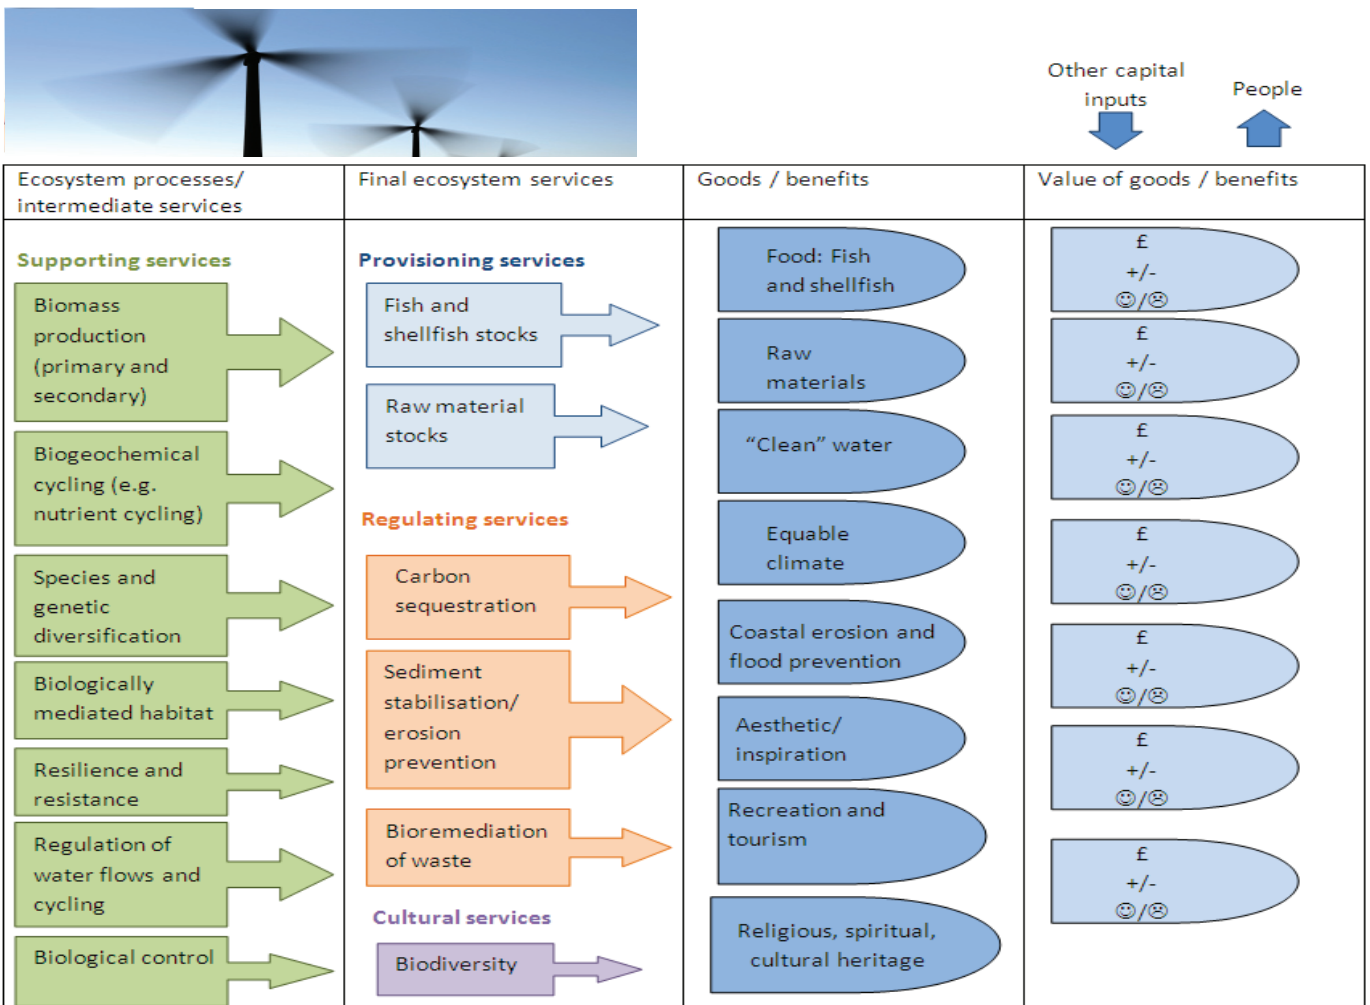 Other capital
inputs
People
Ecosystem processes/
intermediate services
Final ecosystem services
Goods / benefits
Value of goods / benefits
Supporting services
Biomass
production
(primary and
secondary)
Biogeochemical
cycling (e.g.
nutrient cycling)
Species and
genetic
diversification
Biologically
mediated habitat
Resilience and
resistance
Regulation of
water flows and
cycling
Biological control
Provisioning services
Fish and
shellfish stocks
Raw material
stocks
Regulating services
Carbon
sequestration
Sediment
stabilisation/
erosion
prevention
Bioremediation
of waste
Cultural services
Biodiversity
Food: Fish
and shellfish
Raw
materials
“Clean” water
Equable
climate
Coastal erosion and
flood prevention
Aesthetic/
inspiration
Recreation and
tourism
Religious, spiritual,
cultural heritage
£
+/-
☺/☹
£
+/-
☺/☹
£
+/-
☺/☹
£
+/-
☺/☹
£
+/-
☺/☹
£
+/-
☺/☹
£
+/-
☺/☹